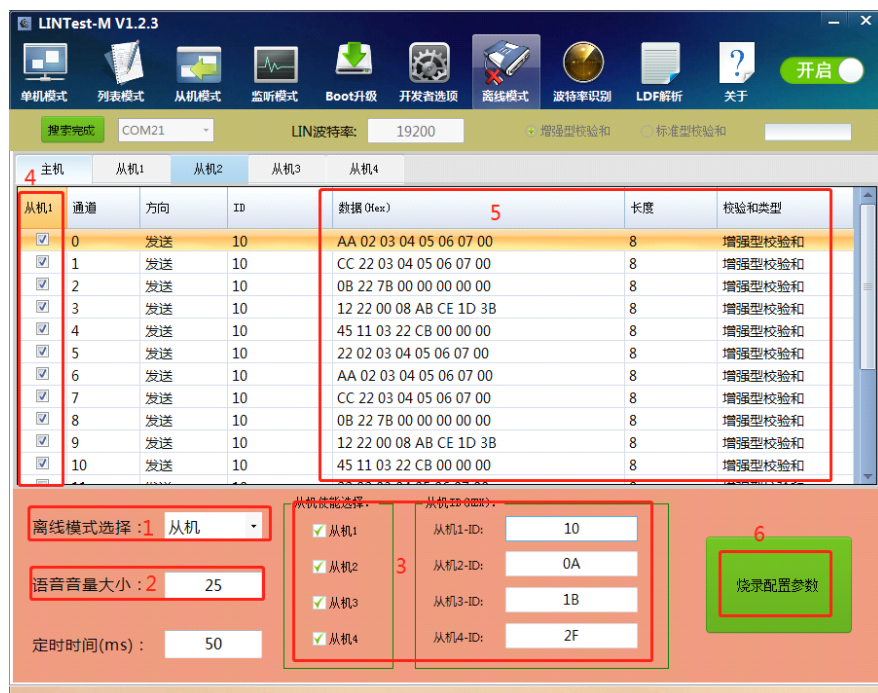 LINTest-M V1.2.3
单机模式 列表模式 从机模式 监听模式 Boot升级 开发者选项 离线模式 波特率识别 LDF解析 关于 开启
搜索完成 COM21 LIN波特率: 19200 增强型校验和 标准型校验和
主机 从机1 从机2 从机3 从机4
4
从机1 通道 方向 ID 数据(Hex) 5 长度 校验和类型
0 发送 10 AA 02 03 04 05 06 07 00 8 增强型校验和
1 发送 10 CC 22 03 04 05 06 07 00 8 增强型校验和
2 发送 10 0B 22 7B 00 00 00 00 00 8 增强型校验和
3 发送 10 12 22 00 08 AB CE 1D 3B 8 增强型校验和
4 发送 10 45 11 03 22 CB 00 00 00 8 增强型校验和
5 发送 10 22 02 03 04 05 06 07 00 8 增强型校验和
6 发送 10 AA 02 03 04 05 06 07 00 8 增强型校验和
7 发送 10 CC 22 03 04 05 06 07 00 8 增强型校验和
8 发送 10 0B 22 7B 00 00 00 00 00 8 增强型校验和
9 发送 10 12 22 00 08 AB CE 1D 3B 8 增强型校验和
10 发送 10 45 11 03 22 CB 00 00 00 8 增强型校验和
从机使能选择: 从机ID(HEX):
离线模式选择:1 从机 从机1 从机1-ID: 10 6
语音音量大小:2 25 从机2 3 从机2-ID: 0A 烧录配置参数
从机3 从机3-ID: 1B
定时时间(ms): 50 从机4 从机4-ID: 2F